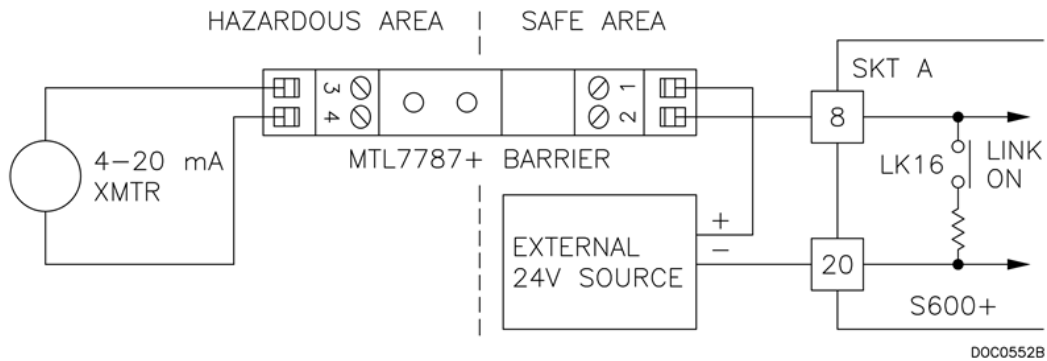 HAZARDOUS AREA
SAFE AREA
SKT A
3
4
1
2
8
4-20 mA
XMTR
MTL7787+ BARRIER
LK16
LINK
ON
EXTERNAL
24V SOURCE
+
-
20
S600+
DOC0552B